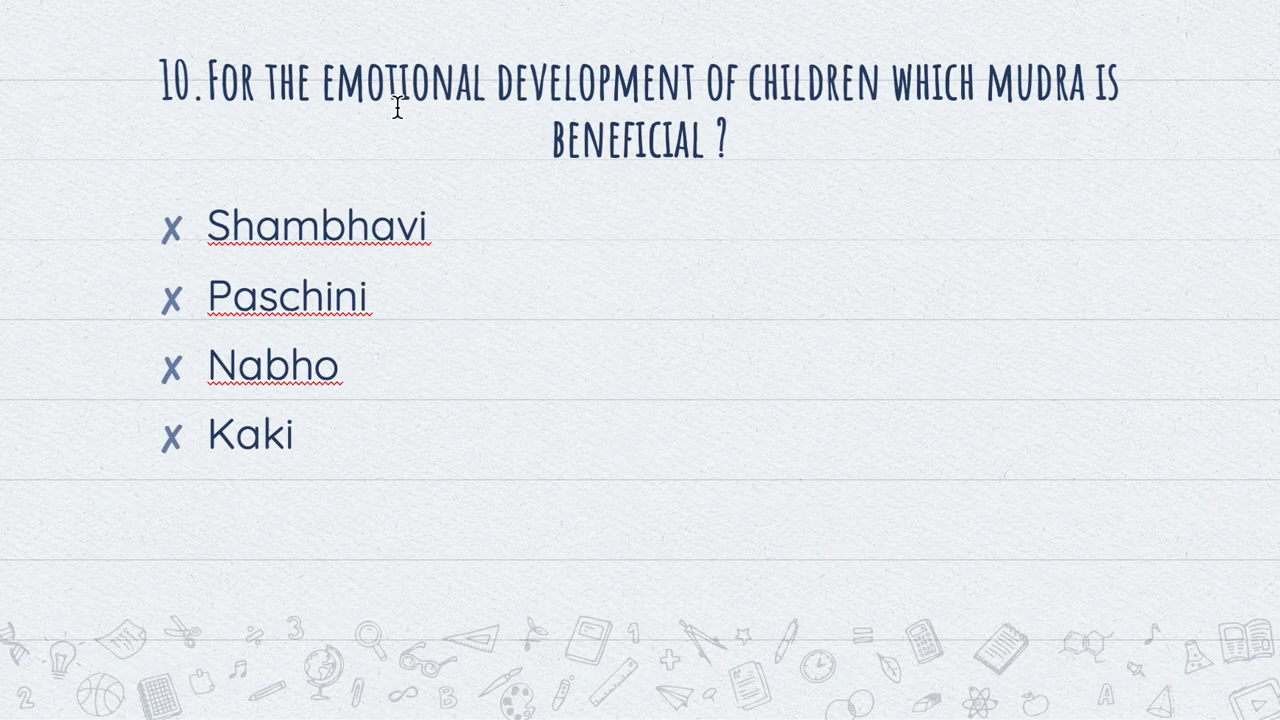 10. For the emotional development of children which mudra is
beneficial ?
✗ Shambhavi
✗ Paschini
✗ Nabho
✗ Kaki